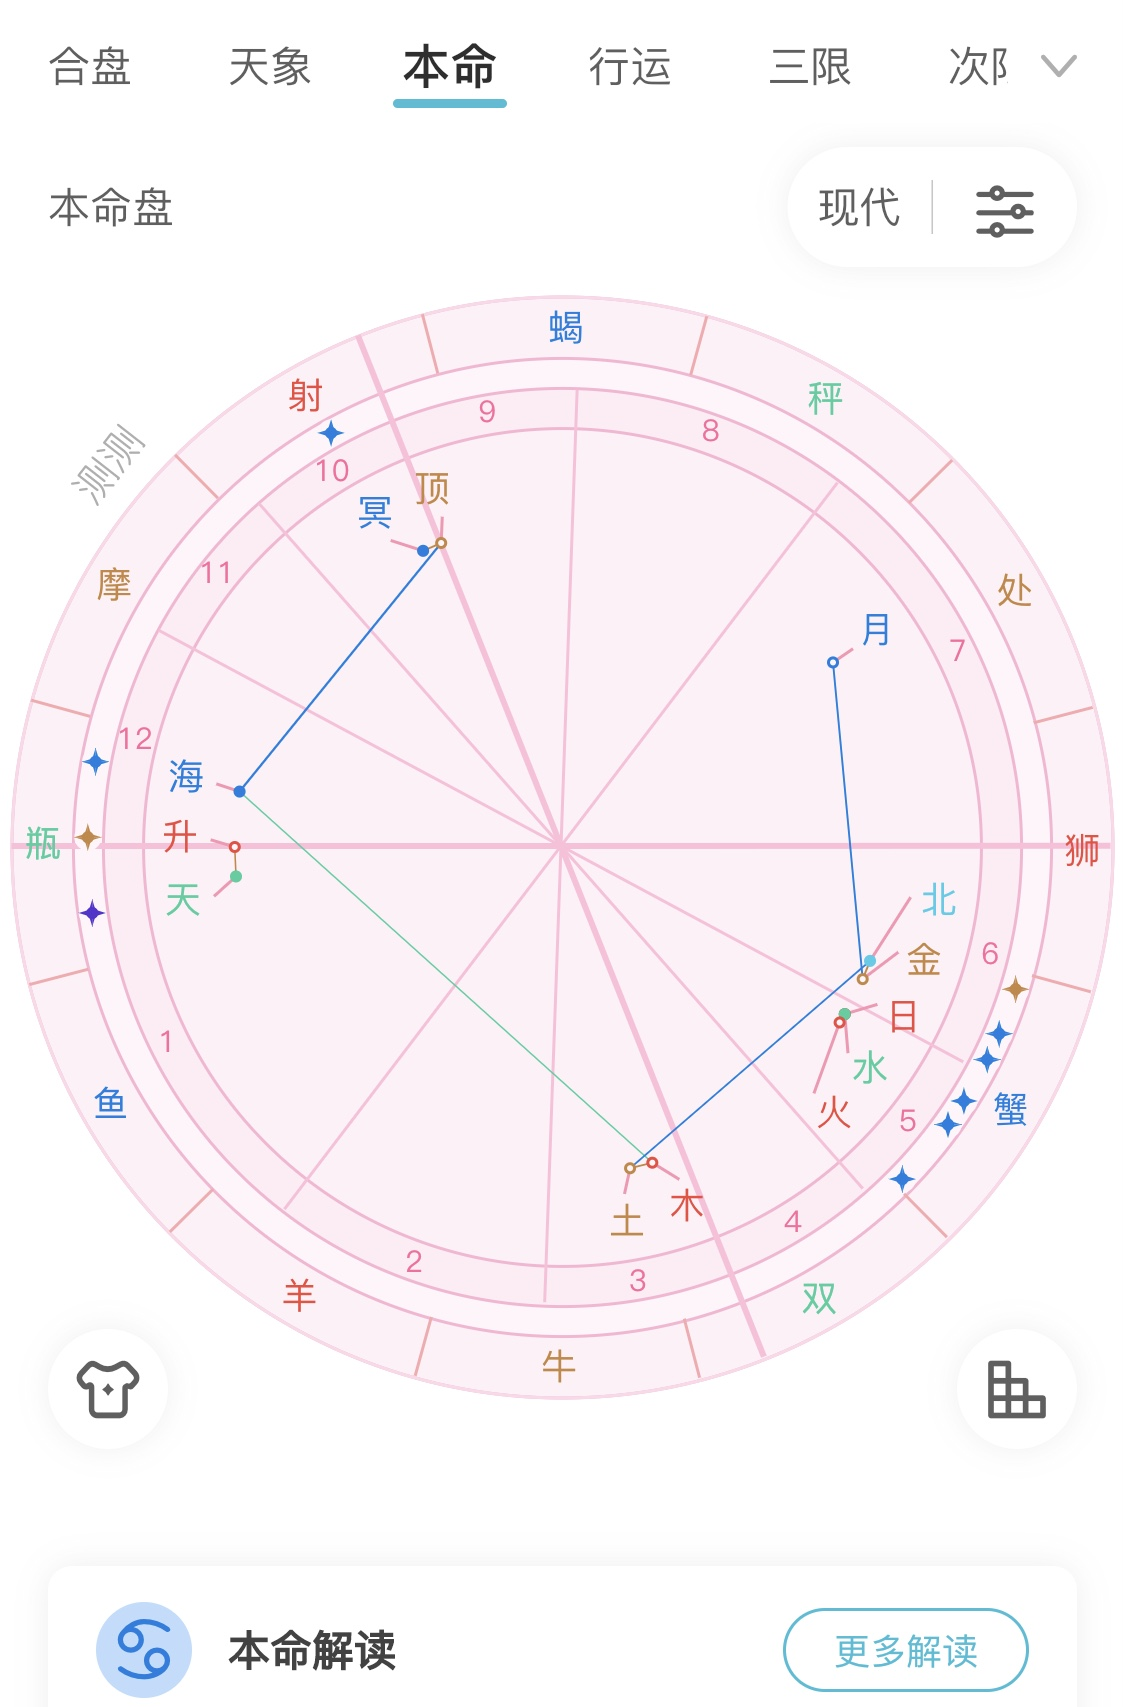 合盘 天象 本命 行运 三限 次
本命盘 现代
蝎
射 秤
9
8
10
测测
顶
冥
11
摩 处
月
7
12
海
升
瓶 狮
天 北
6
金
日
1
水
鱼 火 5 蟹
木
土 4
2
3
羊 双
牛
本命解读 更多解读